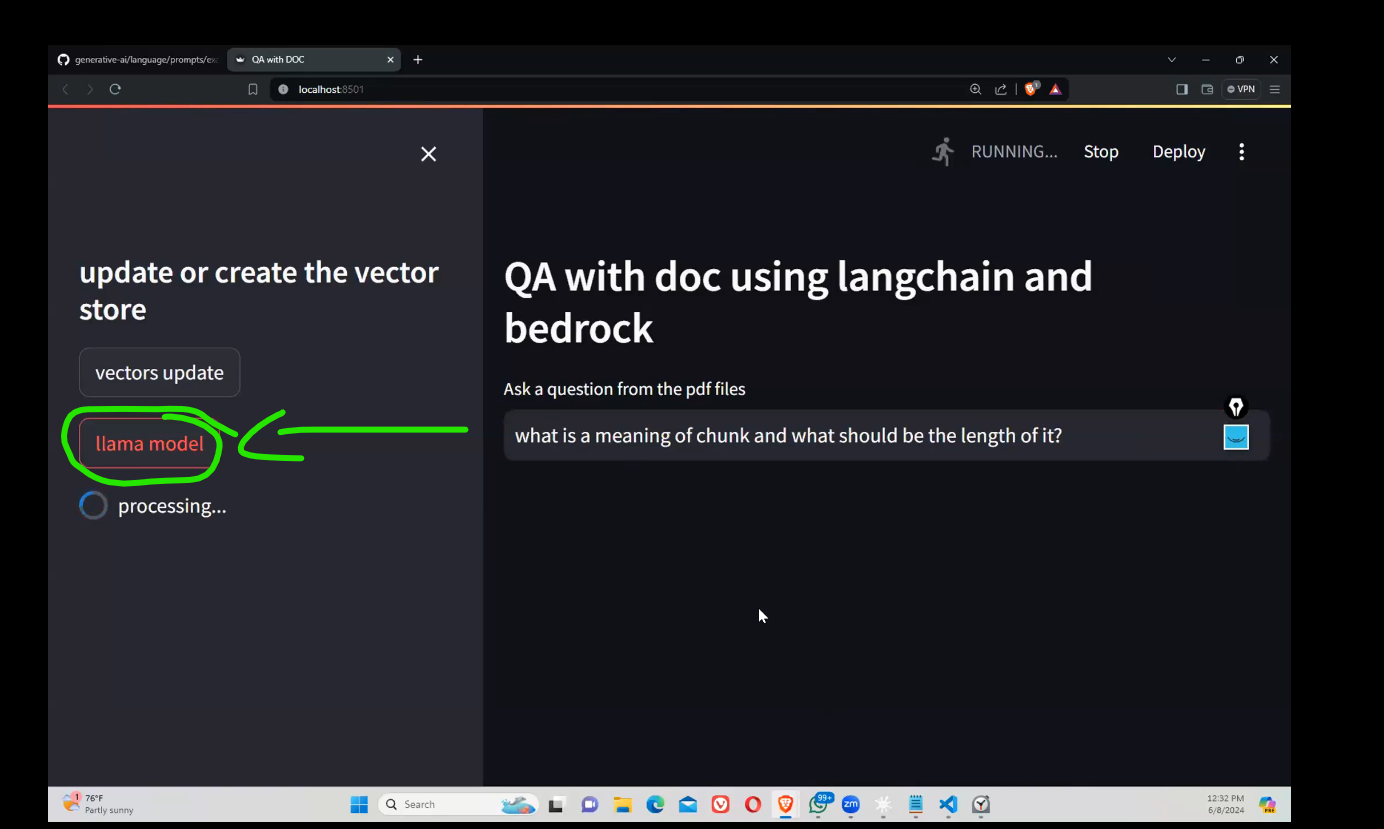 generative-ai/language/prompts/ex
QA with DOC
localhost:8501
VPN
RUNNING...
Stop
Deploy
update or create the vector
store
vectors update
llama model
processing...
QA with doc using langchain and
bedrock
Ask a question from the pdf files
what is a meaning of chunk and what should be the length of it?
1
76°F
Partly sunny
Search
99+
zm
12:32 PM
6/8/2024
PRE